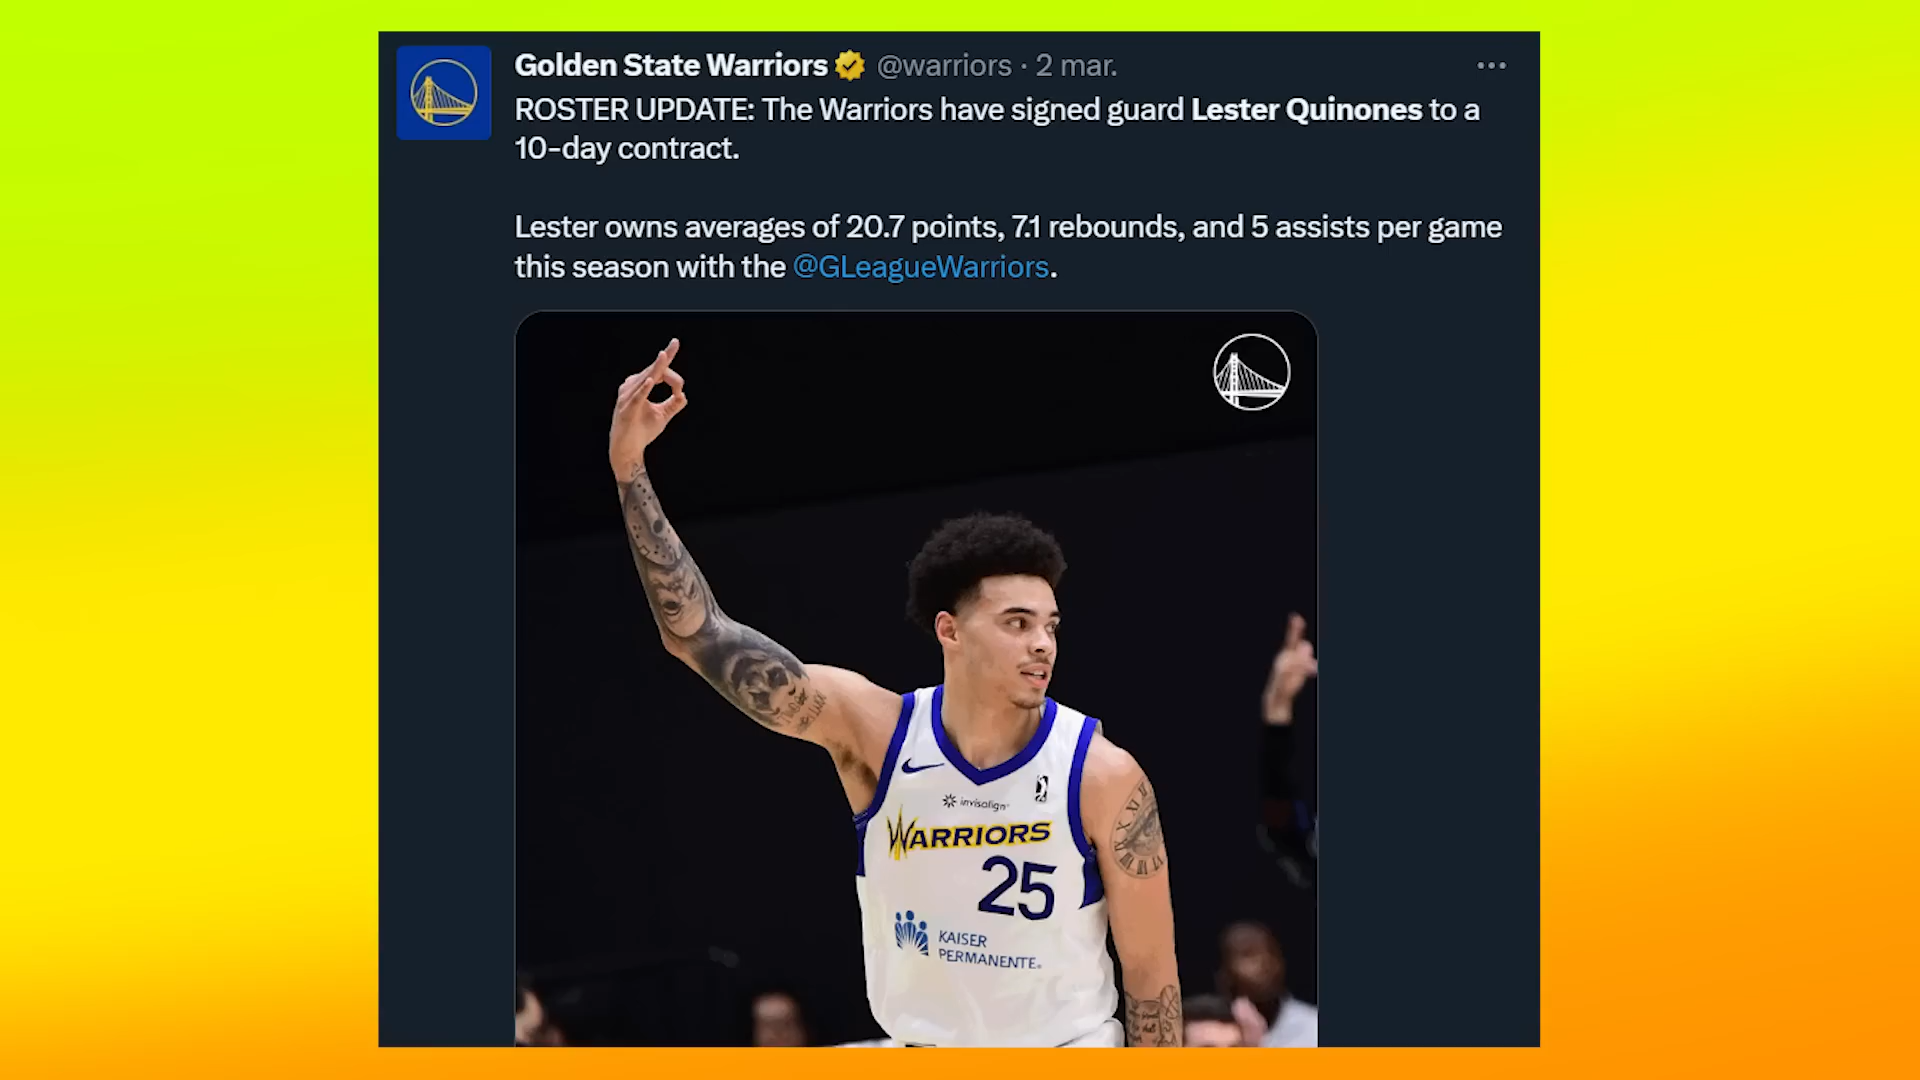 Golden State Warriors @warriors · 2 mar.
ROSTER UPDATE: The Warriors have signed guard Lester Quinones to a
10-day contract.
Lester owns averages of 20.7 points, 7.1 rebounds, and 5 assists per game
this season with the @GLeagueWarriors.
invisalign
WARRIORS
25
KAISER
PERMANENTE